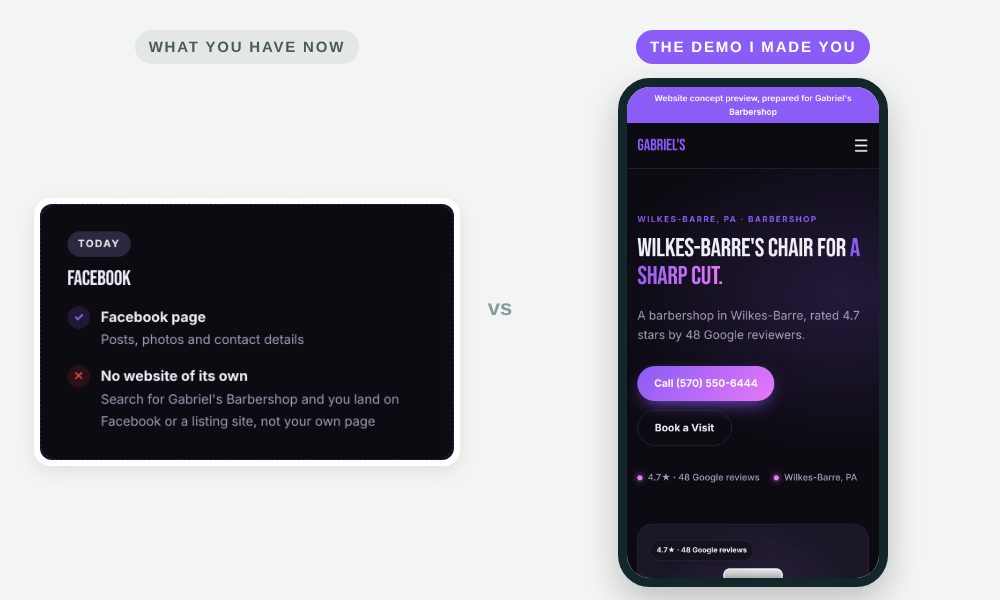 WHAT YOU HAVE NOW
TODAY
FACEBOOK
Facebook page
Posts, photos and contact details
No website of its own
Search for Gabriel's Barbershop and you land on
Facebook or a listing site, not your own page
vs
THE DEMO I MADE YOU
Website concept preview, prepared for Gabriel's
Barbershop
GABRIEL'S
WILKES-BARRE, PA · BARBERSHOP
WILKES-BARRE'S CHAIR FOR A
SHARP CUT.
A barbershop in Wilkes-Barre, rated 4.7
stars by 48 Google reviewers.
Call (570) 550-6444
Book a Visit
4.7★ · 48 Google reviews
Wilkes-Barre, PA
4.7★ · 48 Google reviews